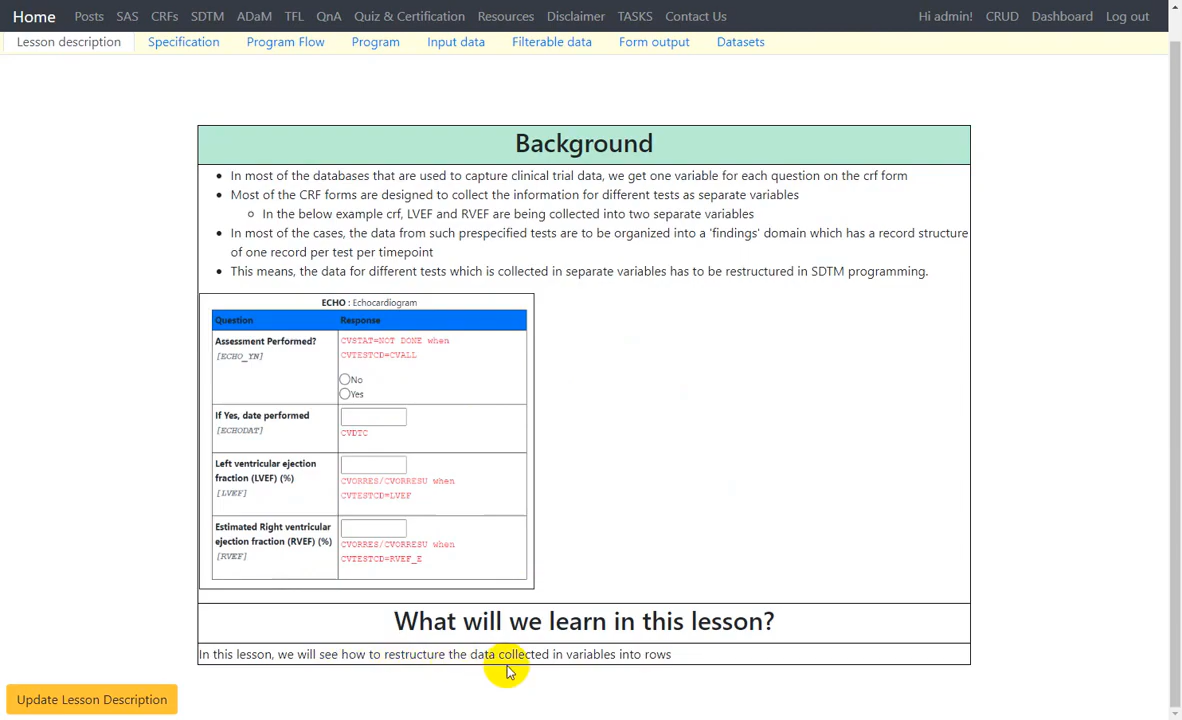 Home Posts SAS CRFs SDTM ADaM TFL QnA Quiz & Certification Resources Disclaimer TASKS Contact Us Hi admin! CRUD Dashboard Log out
Lesson description Specification Program Flow Program Input data Filterable data Form output Datasets
Background
In most of the databases that are used to capture clinical trial data, we get one variable for each question on the crf form
Most of the CRF forms are designed to collect the information for different tests as separate variables
In the below example crf, LVEF and RVEF are being collected into two separate variables
In most of the cases, the data from such prespecified tests are to be organized into a 'findings' domain which has a record structure
of one record per test per timepoint
This means, the data for different tests which is collected in separate variables has to be restructured in SDTM programming.
ECHO : Echocardiogram
Question Response
Assessment Performed? CVSTAT=NOT DONE when
[ECHO_YN] CVTESTCD=CVALL
No
Yes
If Yes, date performed
[ECHODAT] CVDTC
Left ventricular ejection
fraction (LVEF) (%) CVORRES/CVORRESU when
[LVEF] CVTESTCD=LVEF
Estimated Right ventricular
ejection fraction (RVEF) (%) CVORRES/CVORRESU when
[RVEF] CVTESTCD=RVEF_E
What will we learn in this lesson?
In this lesson, we will see how to restructure the data collected in variables into rows
Update Lesson Description